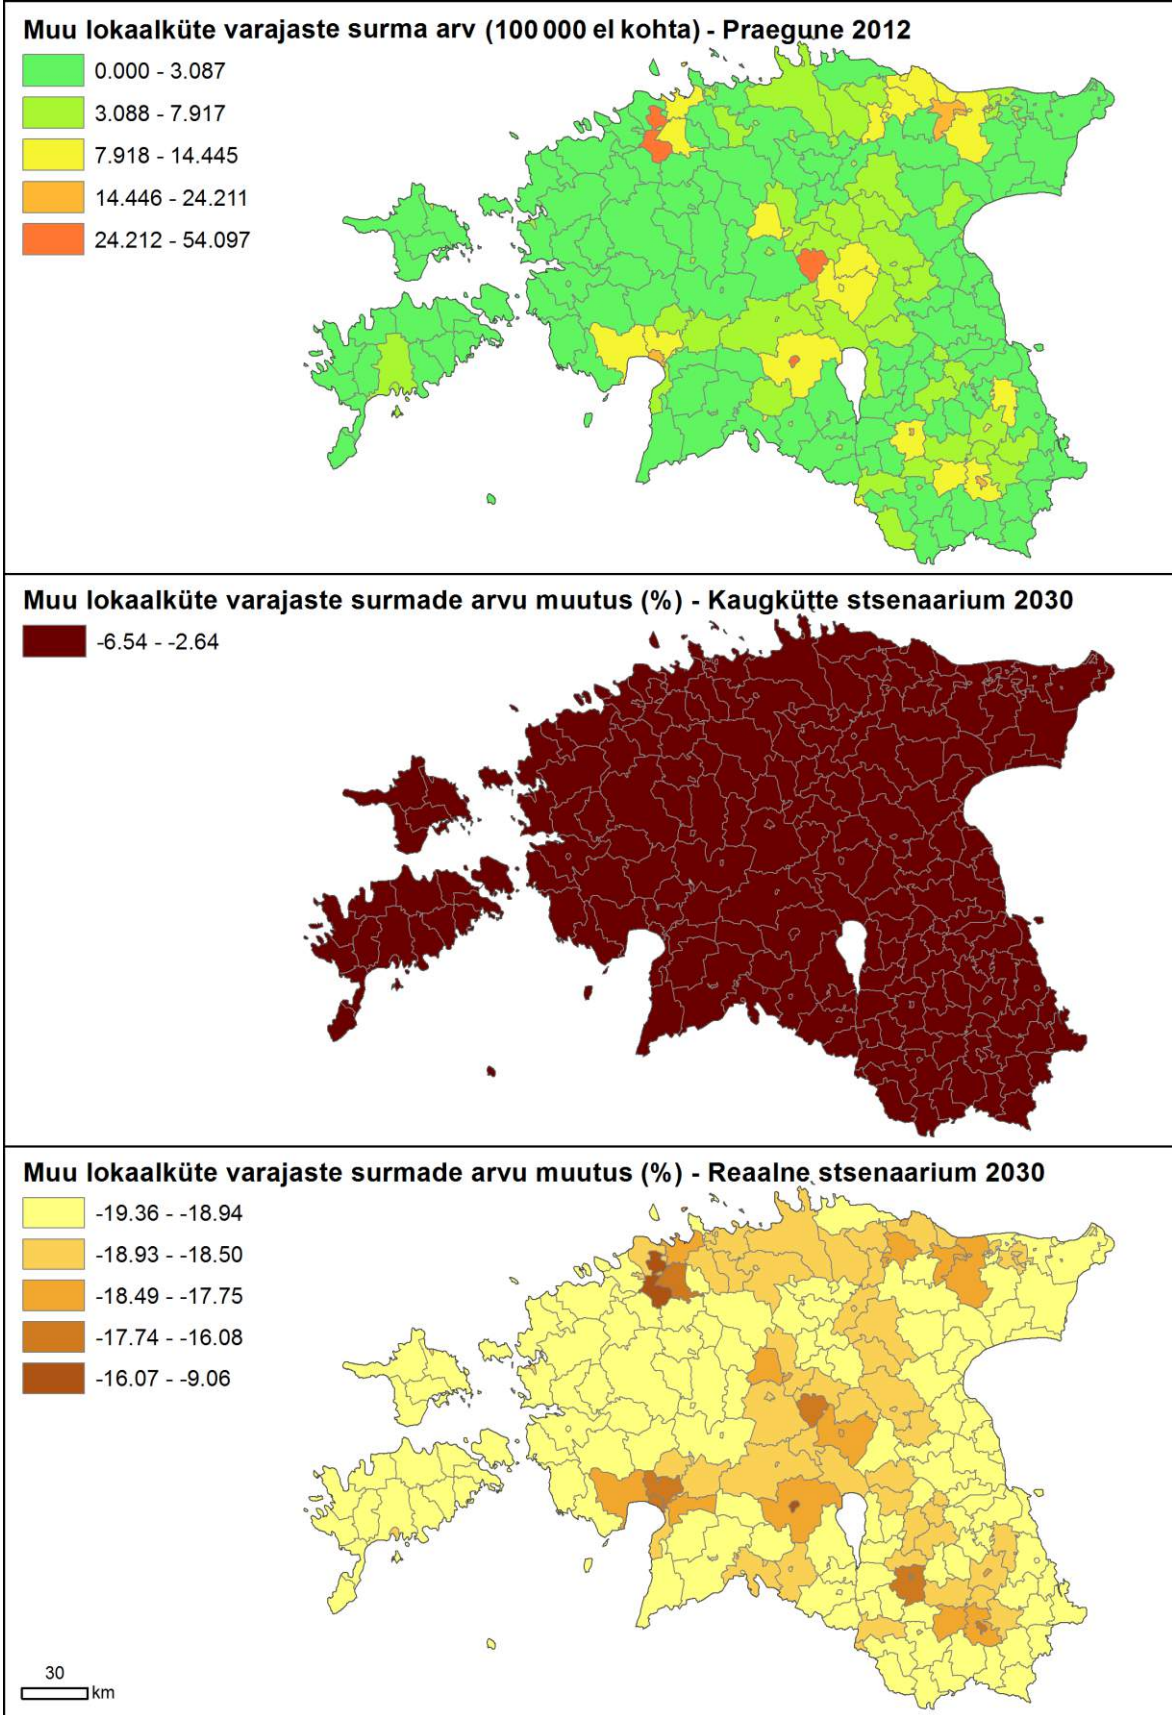 Muu lokaalküte varajaste surma arv (100 000 el kohta) - Praegune 2012
0.000 - 3.087
3.088 - 7.917
7.918 - 14.445
14.446 - 24.211
24.212 - 54.097
Muu lokaalküte varajaste surmade arvu muutus (%) - Kaugkütte stsenaarium 2030
-6.54 - -2.64
Muu lokaalküte varajaste surmade arvu muutus (%) - Reaalne stsenaarium 2030
-19.36 - -18.94
-18.93 - -18.50
-18.49 - -17.75
-17.74 - -16.08
-16.07 - -9.06
30
km